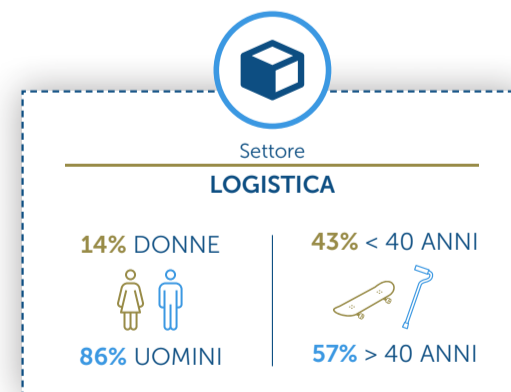 Settore
LOGISTICA
14% DONNE
86% UOMINI
43% < 40 ANNI
57% > 40 ANNI